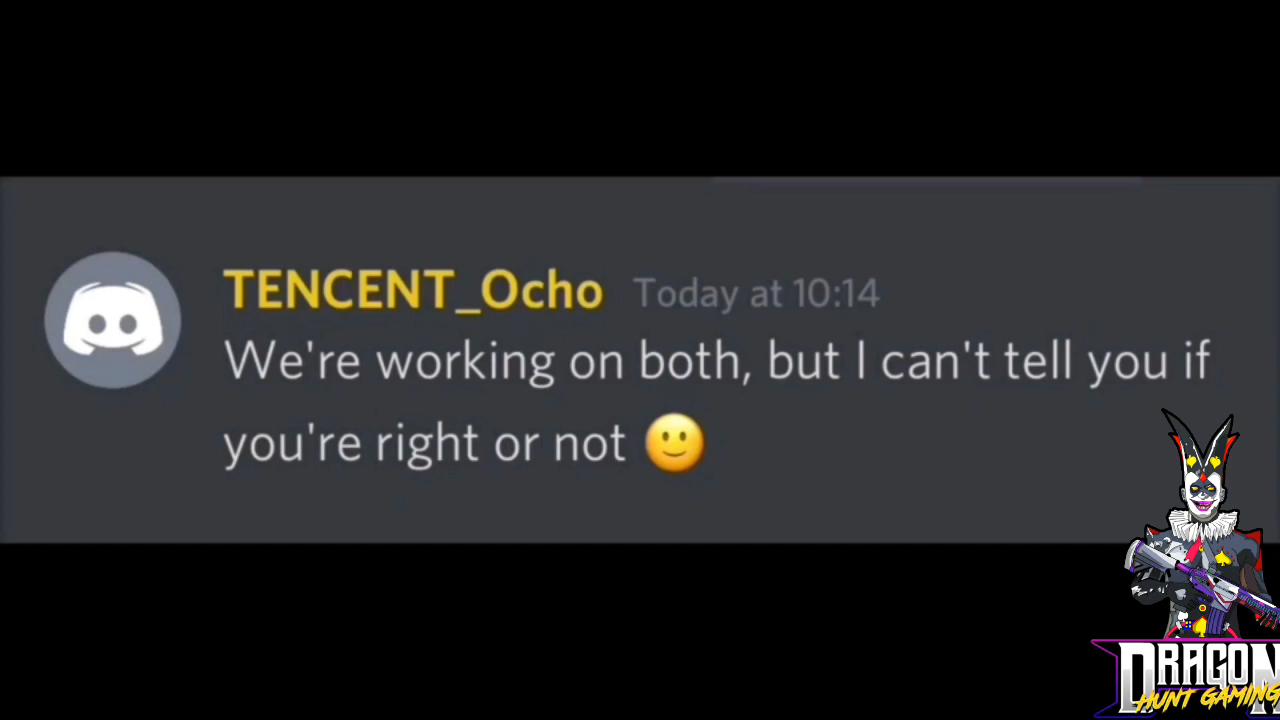 TENCENT_Ocho Today at 10:14
We're working on both, but I can't tell you if
you're right or not 🙂
DRAGON
HUNT GAMING